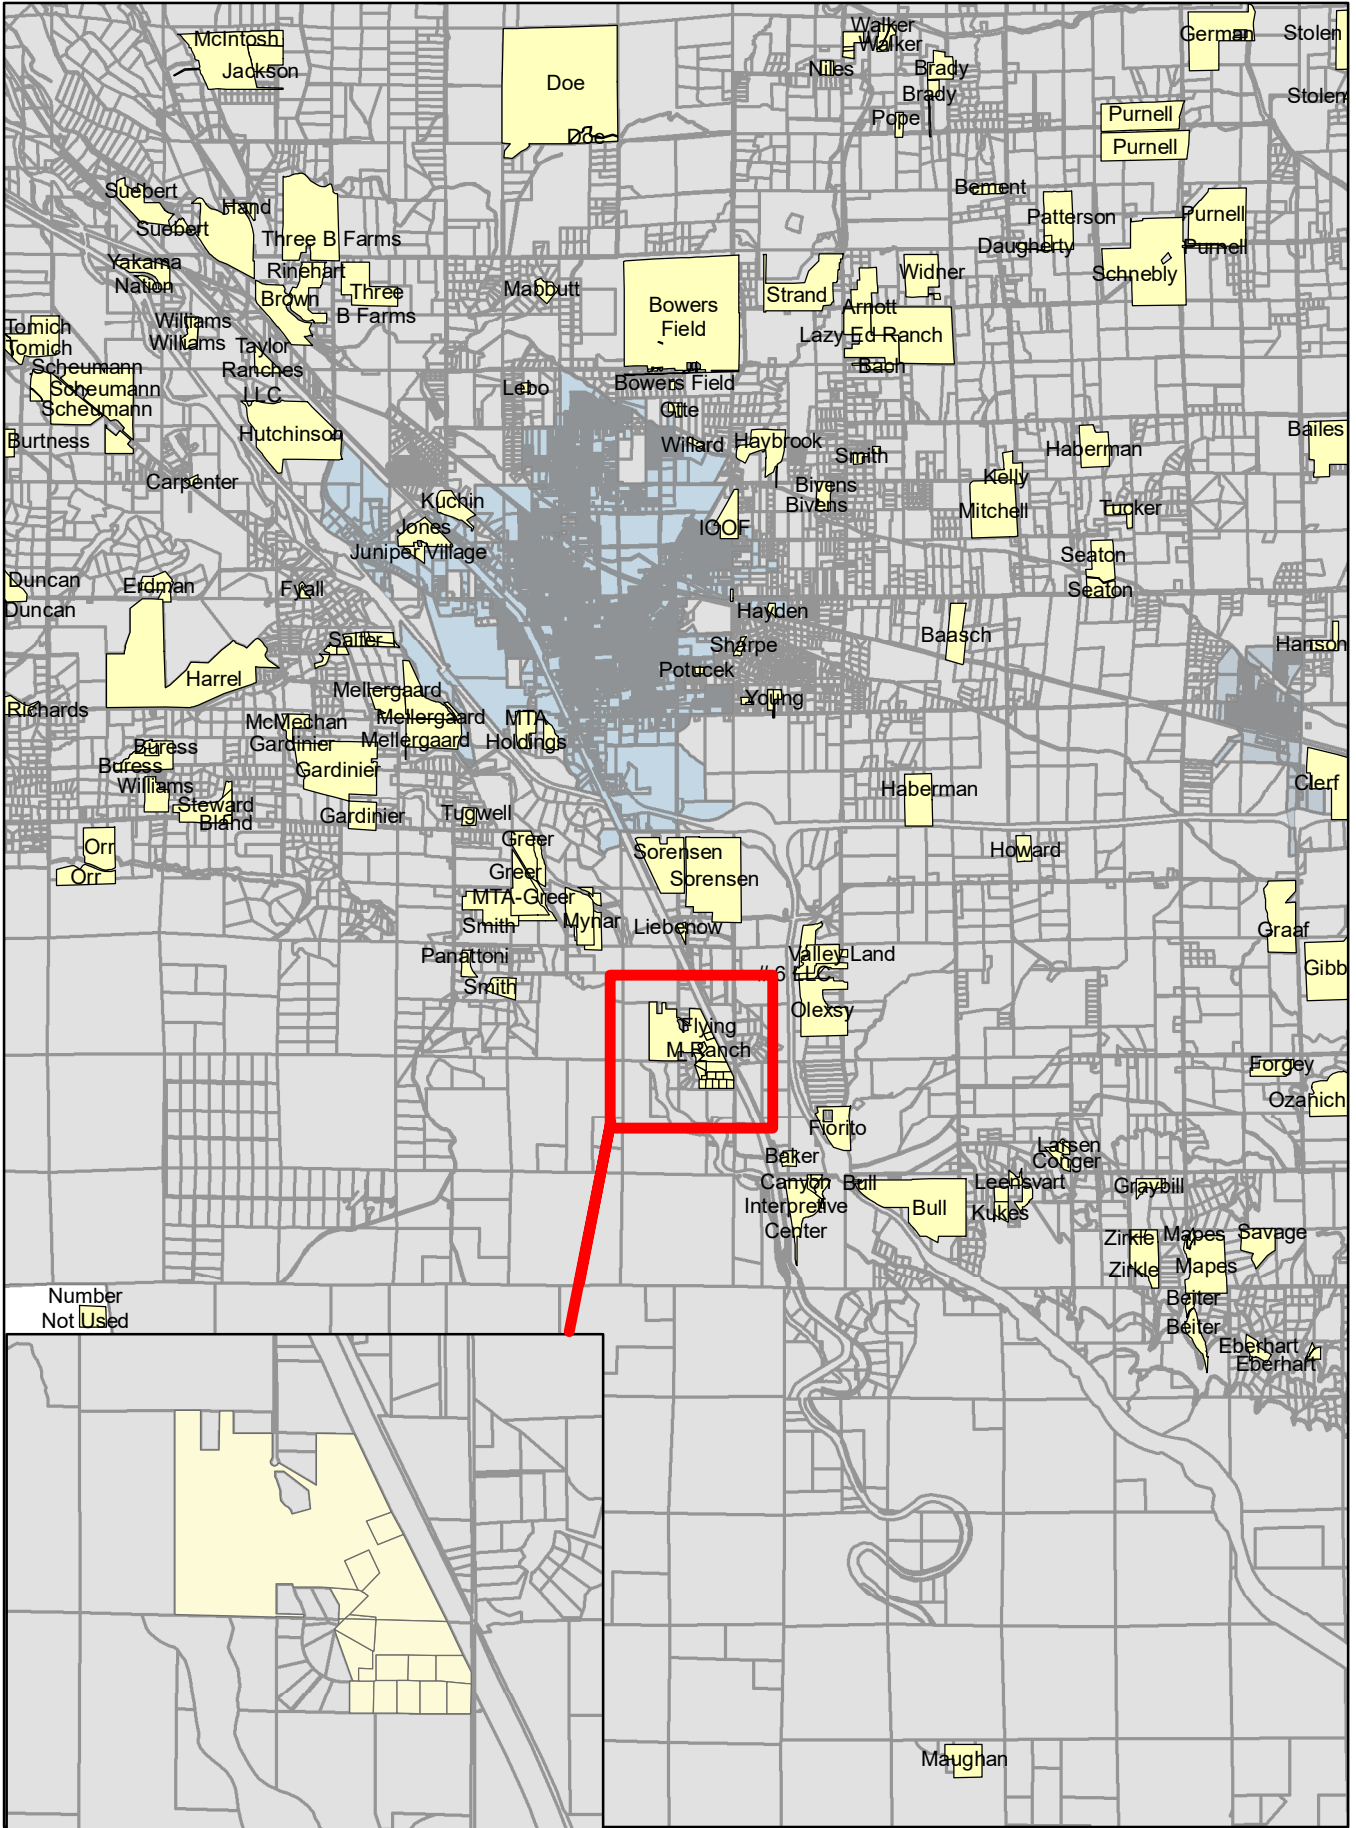 McIntosh
Jackson
Doe
Doe
Walker
Walker
Niles
Brady
Brady
Pope
German
Stolen
Stolen
Purnell
Purnell
Suebert
Suebert
Hand
Three B Farms
Yakama
Nation
Rinehart
Brown
Three
B Farms
Mabbutt
Bowers
Field
Bowers Field
Strand
Arnott
Widner
Lazy Ed Ranch
Bach
Bement
Patterson
Daugherty
Purnell
Purnell
Schnebly
Tomich
Tomich
Williams
Williams
Taylor
Ranches
LLC
Scheumann
Scheumann
Scheumann
Burtness
Hutchinson
Carpenter
Lebo
Otte
Willard
Haybrook
Smith
Bivens
Bivens
IOOF
Kelly
Mitchell
Haberman
Tucker
Bailes
Kuchin
Jones
Juniper Village
Seaton
Seaton
Duncan
Duncan
Erdman
Fyall
Salter
Harrel
Richards
Hayden
Sharpe
Potucek
Young
Baasch
Hanson
Mellergaard
Mellergaard
Mellergaard
McMechan
Gardinier
Gardinier
Gardinier
MTA
Holdings
Buress
Buress
Williams
Steward
Bland
Tugwell
Haberman
Clerf
Orr
Orr
Greer
Greer
MTA-Greer
Smith
Mynar
Sorensen
Sorensen
Liebenow
Howard
Graaf
Gibb
Panattoni
Smith
Valley Land
# 6 LLC
Olexsy
Flying
M Ranch
Forgey
Ozanich
Fiorito
Baker
Canyon
Interpretive
Center
Bull
Bull
Larsen
Conger
Leensvart
Kukes
Graybill
Zirkle
Zirkle
Mapes
Mapes
Savage
Beiter
Beiter
Eberhart
Eberhart
Number
Not Used
Maughan